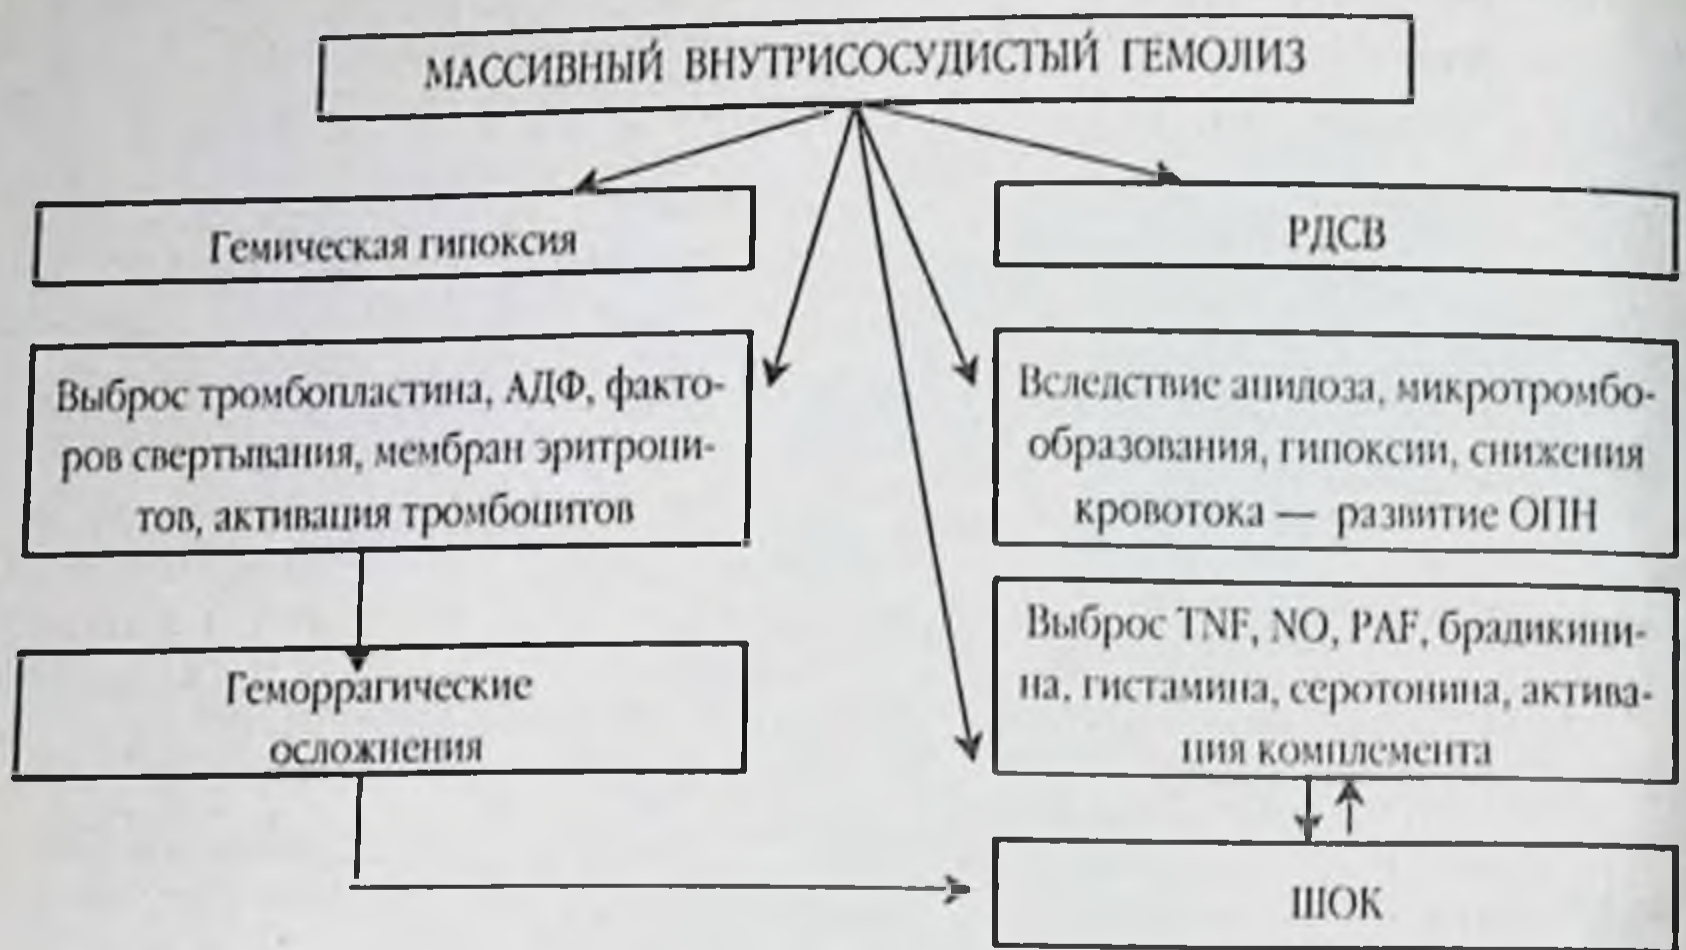 МАССИВНЫЙ ВНУТРИСОСУДИСТЫЙ ГЕМОЛИЗ
Гемическая гипоксия
РДСВ
Выброс тромбопластина, АДФ, факто-
ров свертывания, мембран эритроци-
тов, активация тромбоцитов
Вследствие ацидоза, микротромбо-
образования, гипоксии, снижения
кровотока — развитие ОПН
Геморрагические
осложнения
Выброс TNF, NO, PAF, брадикини-
на, гистамина, серотонина, актива-
ция комплемента
ШОК